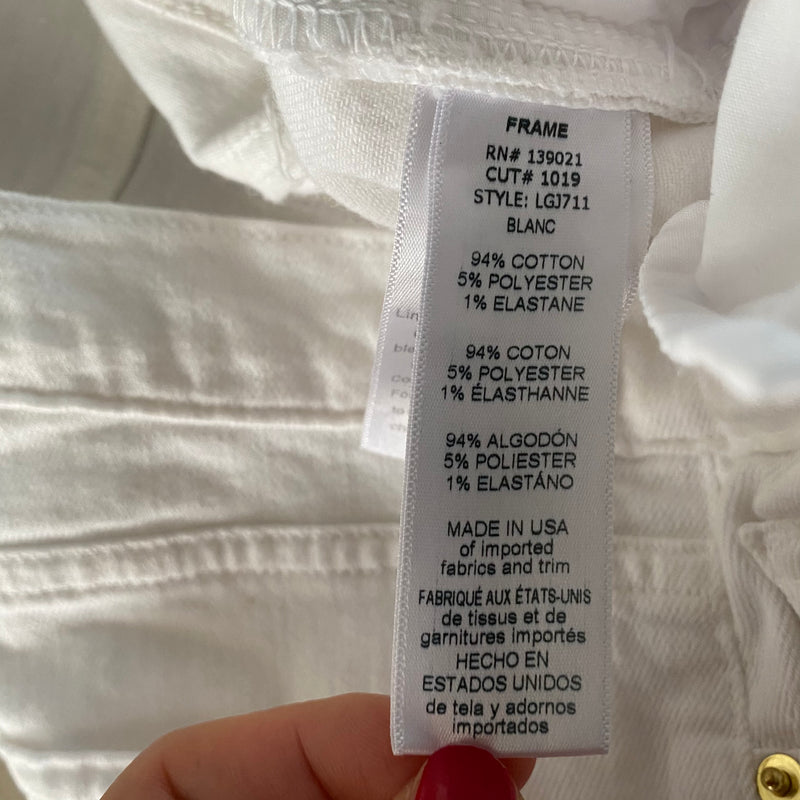 FRAME
RN# 139021
CUT# 1019
STYLE: LGJ711
BLANC
94% COTTON
5% POLYESTER
1% ELASTANE
94% COTON
5% POLYESTER
1% ÉLASTHANNE
94% ALGODÓN
5% POLIESTER
1% ELASTÁNO
MADE IN USA
of imported
fabrics and trim
FABRIQUÉ AUX ÉTATS-UNIS
de tissus et de
garnitures importés
HECHO EN
ESTADOS UNIDOS
de tela y adornos
importados